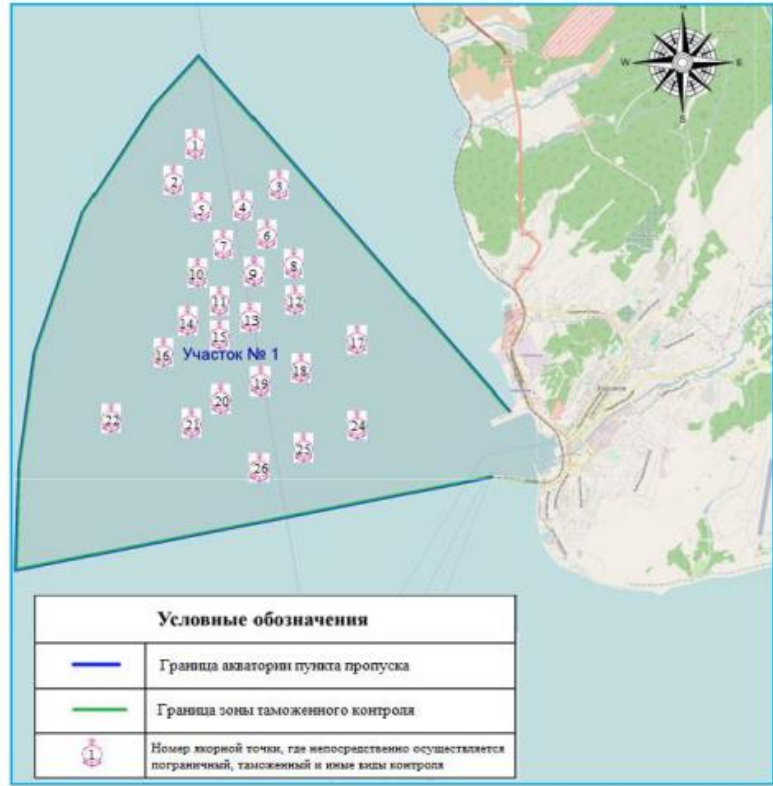 N
W
E
S
1
2
3
5
4
7
6
10
9
8
11
12
14
13
15
17
16
Участок № 1
18
19
20
22
21
24
25
26
Корсаков
Условные обозначения
Граница акватории пункта пропуска
Граница зоны таможенного контроля
1
Номер якорной точки, где непосредственно осуществляется
пограничный, таможенный и иные виды контроля